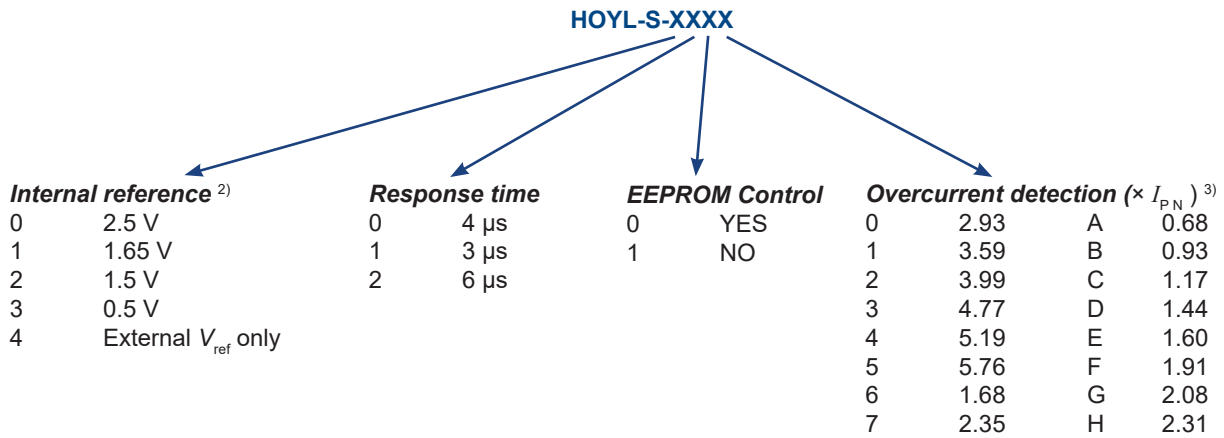 HOYL-S-XXXX
Internal reference 2)
0 2.5 V
1 1.65 V
2 1.5 V
3 0.5 V
4 External Vref only
Response time
0 4 µs
1 3 µs
2 6 µs
EEPROM Control
0 YES
1 NO
Overcurrent detection (× IPN ) 3)
0 2.93 A 0.68
1 3.59 B 0.93
2 3.99 C 1.17
3 4.77 D 1.44
4 5.19 E 1.60
5 5.76 F 1.91
6 1.68 G 2.08
7 2.35 H 2.31